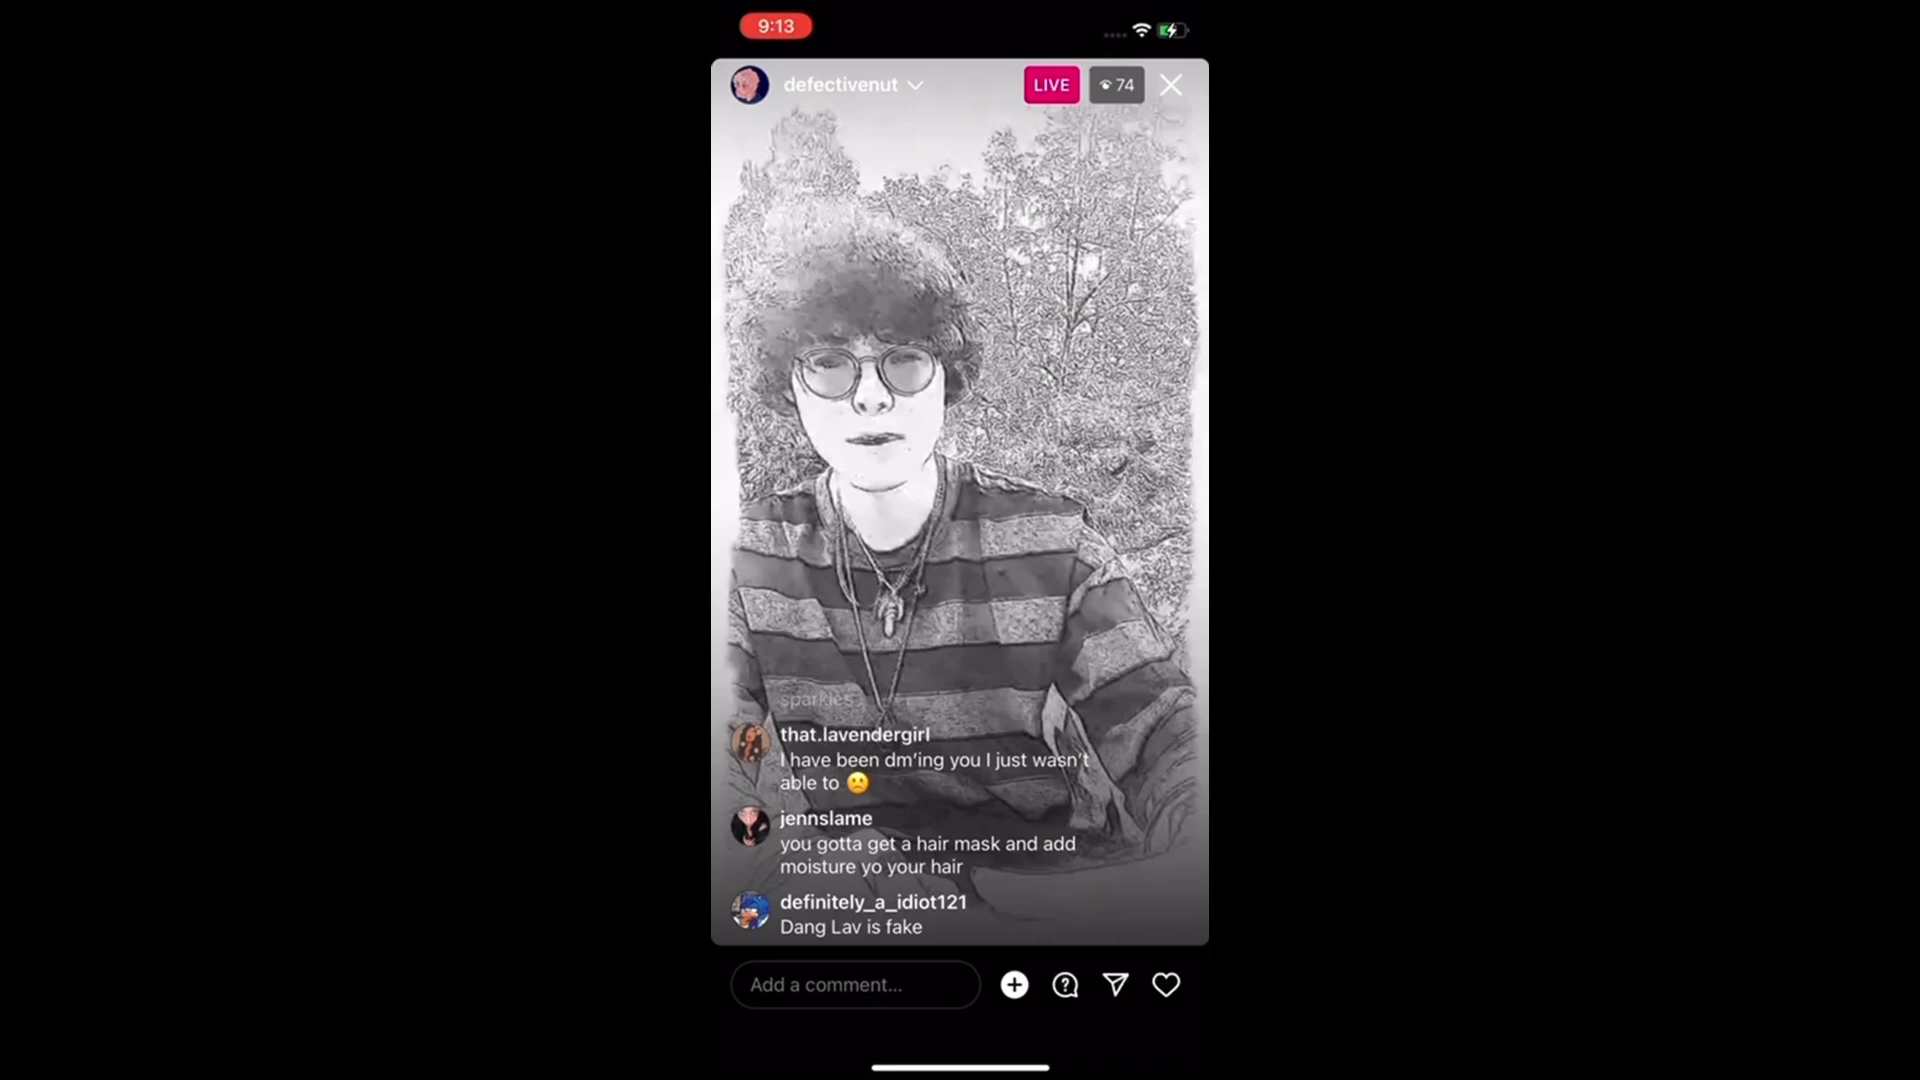 9:13
defectivenut
LIVE
74
sparkles
that.lavendergirl
I have been dm'ing you I just wasn't
able to 🙁
jennslame
you gotta get a hair mask and add
moisture yo your hair
definitely_a_idiot121
Dang Lav is fake
Add a comment...